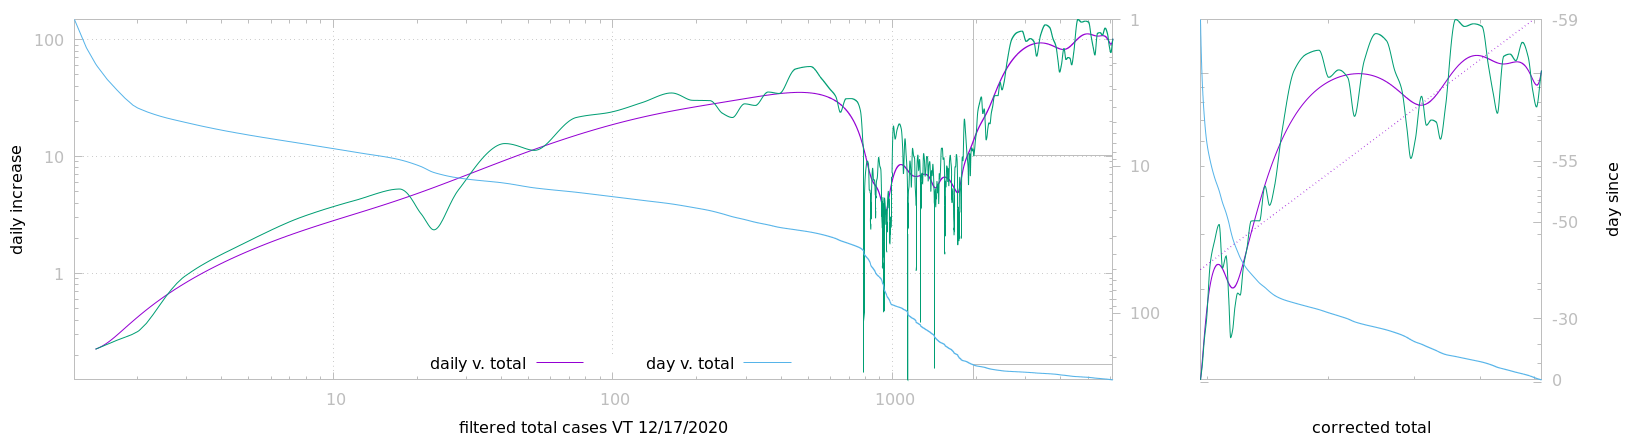 daily increase
100
10
1
daily v. total
day v. total
10
100
1000
filtered total cases VT 12/17/2020
1
10
100
-59
-55
-50
-30
0
day since
corrected total